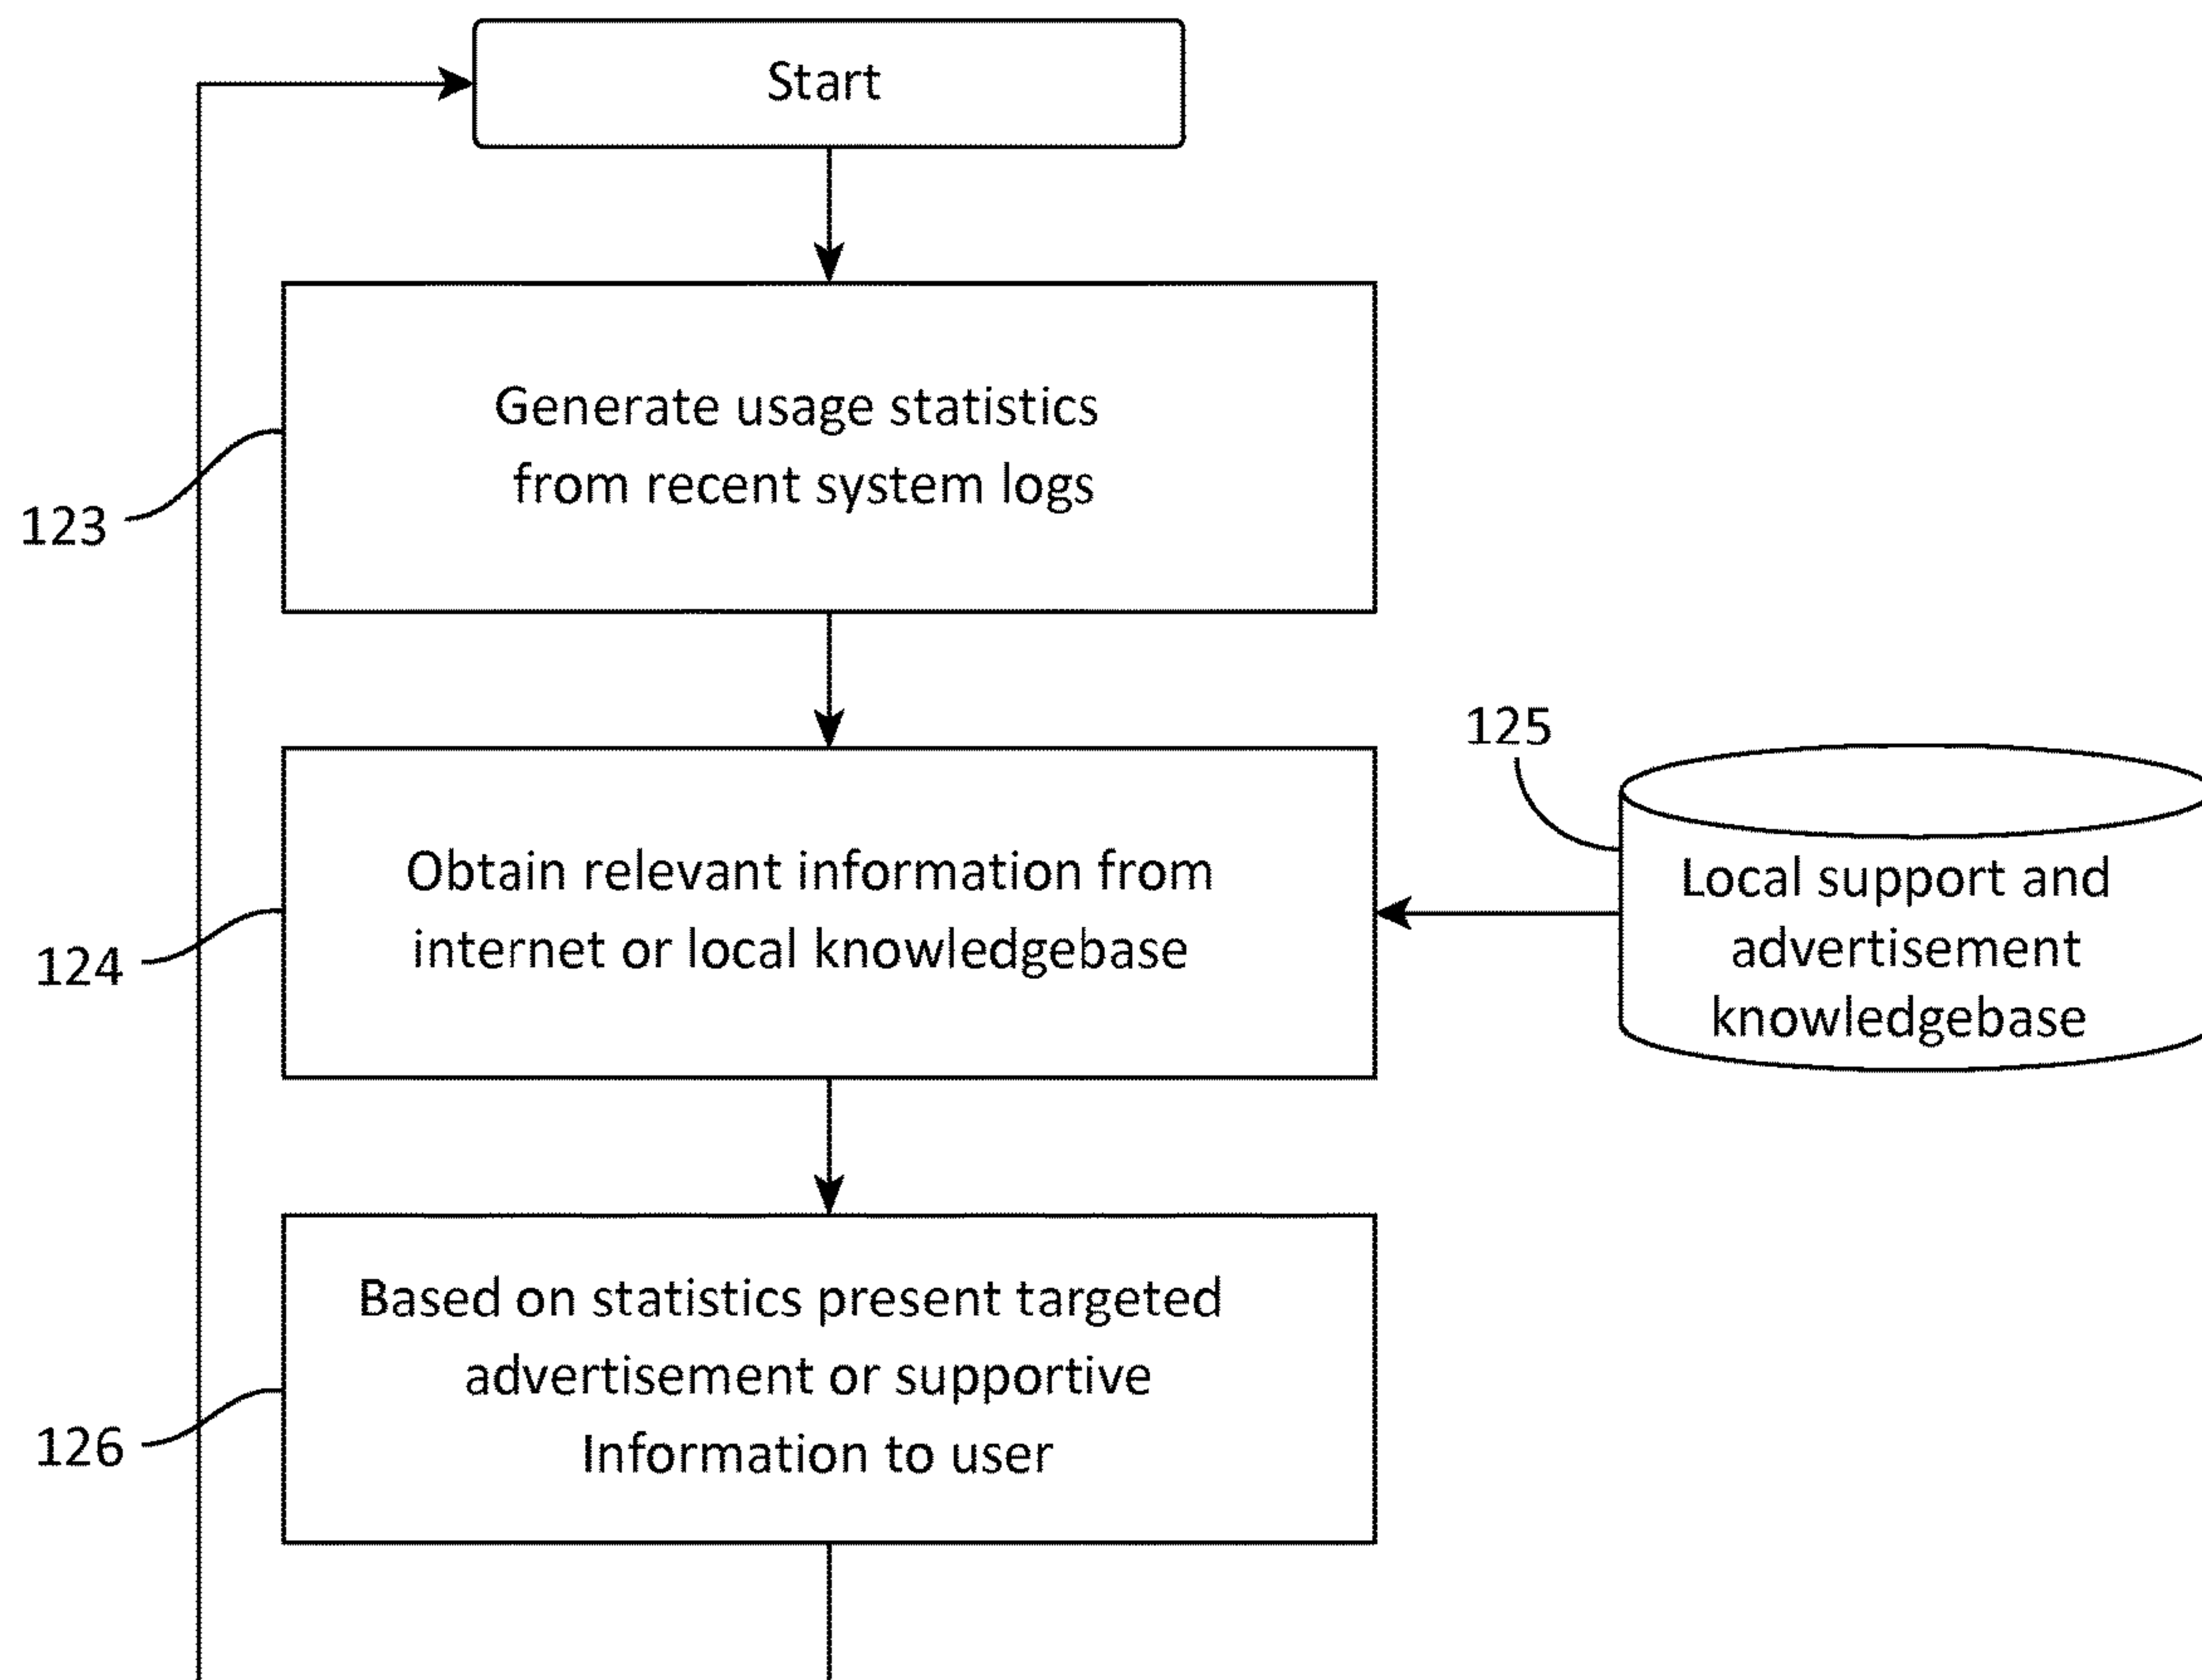 Start
Generate usage statistics
from recent system logs
123
125
Obtain relevant information from
internet or local knowledgebase
124
Local support and
advertisement
knowledgebase
Based on statistics present targeted
advertisement or supportive
Information to user
126